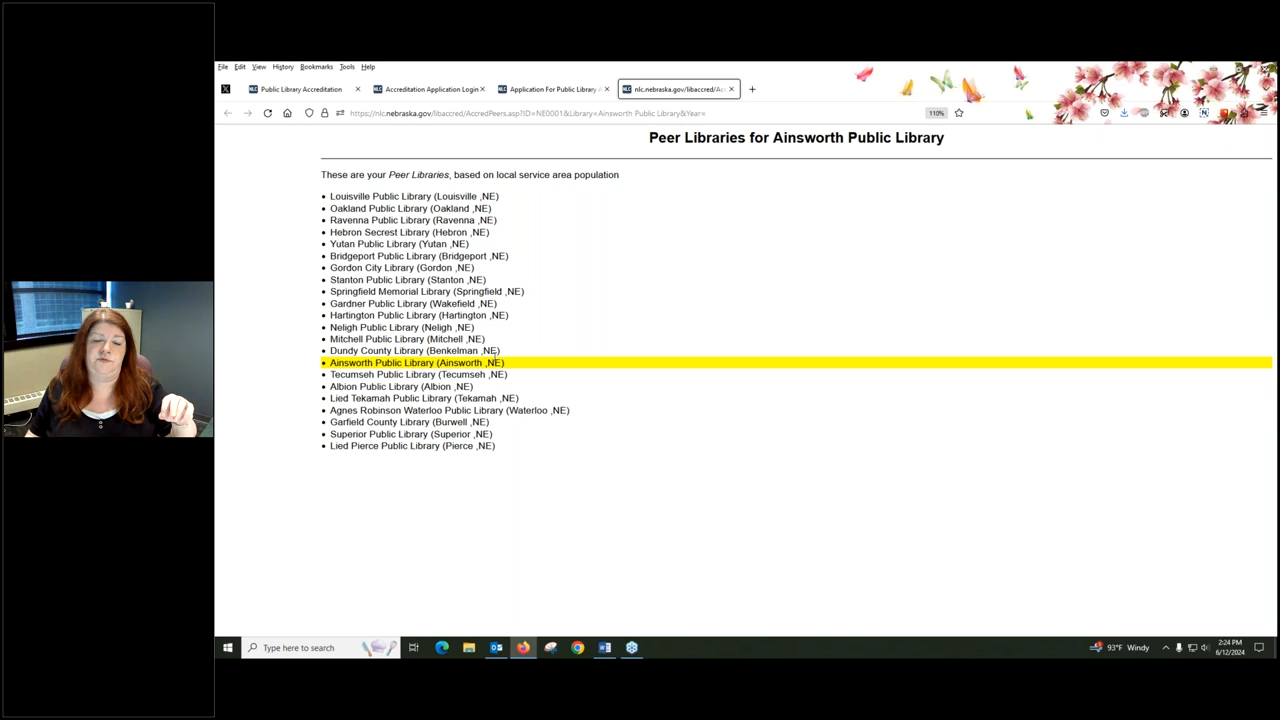 File Edit View History Bookmarks Tools Help
Public Library Accreditation
Accreditation Application Login
Application For Public Library A
nlc.nebraska.gov/libaccred/Acc
https://nlc.nebraska.gov/libaccred/AccredPeers.asp?ID=NE0001&Library=Ainsworth Public Library&Year=
110%
Peer Libraries for Ainsworth Public Library
These are your Peer Libraries, based on local service area population
• Louisville Public Library (Louisville ,NE)
• Oakland Public Library (Oakland ,NE)
• Ravenna Public Library (Ravenna ,NE)
• Hebron Secrest Library (Hebron ,NE)
• Yutan Public Library (Yutan ,NE)
• Bridgeport Public Library (Bridgeport ,NE)
• Gordon City Library (Gordon ,NE)
• Stanton Public Library (Stanton ,NE)
• Springfield Memorial Library (Springfield ,NE)
• Gardner Public Library (Wakefield ,NE)
• Hartington Public Library (Hartington ,NE)
• Neligh Public Library (Neligh ,NE)
• Mitchell Public Library (Mitchell ,NE)
• Dundy County Library (Benkelman ,NE)
• Ainsworth Public Library (Ainsworth ,NE)
• Tecumseh Public Library (Tecumseh ,NE)
• Albion Public Library (Albion ,NE)
• Lied Tekamah Public Library (Tekamah ,NE)
• Agnes Robinson Waterloo Public Library (Waterloo ,NE)
• Garfield County Library (Burwell ,NE)
• Superior Public Library (Superior ,NE)
• Lied Pierce Public Library (Pierce ,NE)
Type here to search
93°F Windy
2:24 PM
6/12/2024